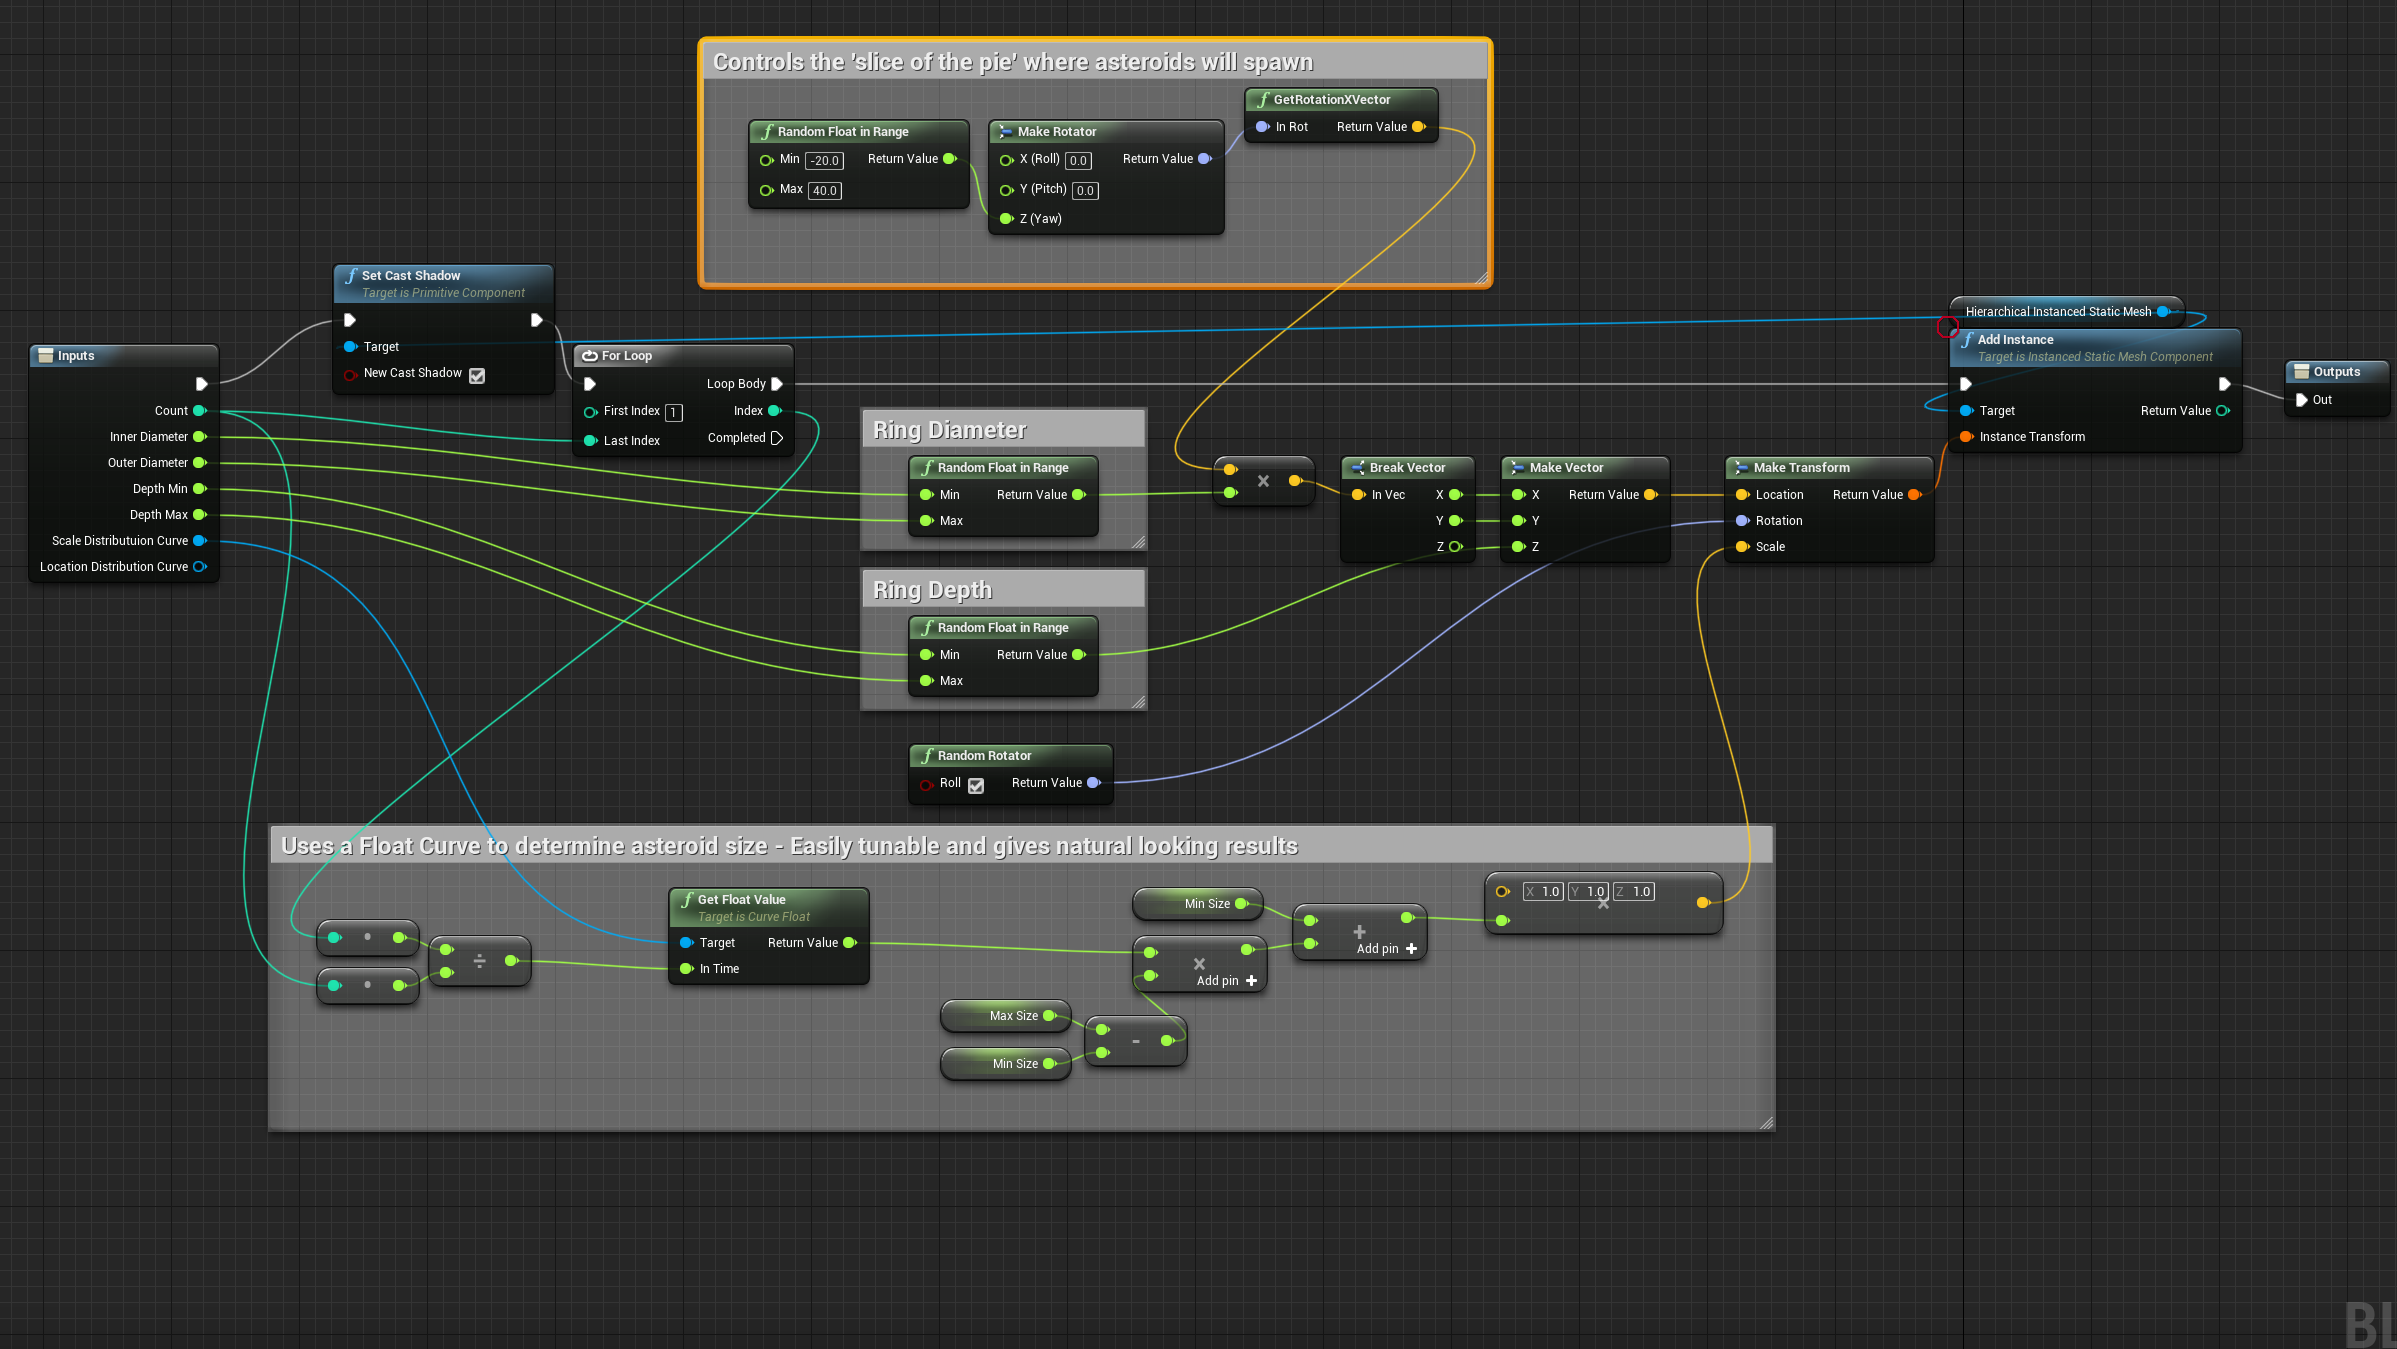 Controls the 'slice of the pie' where asteroids will spawn
Random Float in Range
Min -20.0 Return Value
Max 40.0
Make Rotator
X (Roll) 0.0 Return Value
Y (Pitch) 0.0
Z (Yaw)
GetRotationXVector
In Rot Return Value
Set Cast Shadow
Target is Primitive Component
Target
New Cast Shadow
Inputs
Count
Inner Diameter
Outer Diameter
Depth Min
Depth Max
Scale Distributuion Curve
Location Distribution Curve
For Loop
Loop Body
First Index 1 Index
Last Index Completed
Ring Diameter
Random Float in Range
Min Return Value
Max
Ring Depth
Random Float in Range
Min Return Value
Max
Random Rotator
Roll Return Value
×
Break Vector
In Vec X
Y
Z
Make Vector
X Return Value
Y
Z
Make Transform
Location Return Value
Rotation
Scale
Hierarchical Instanced Static Mesh
Add Instance
Target is Instanced Static Mesh Component
Target Return Value
Instance Transform
Outputs
Out
Uses a Float Curve to determine asteroid size - Easily tunable and gives natural looking results
÷
Get Float Value
Target is Curve Float
Target Return Value
In Time
Min Size
×
Add pin +
+
Add pin +
Max Size
Min Size
-
X 1.0 Y 1.0 Z 1.0
×
BL